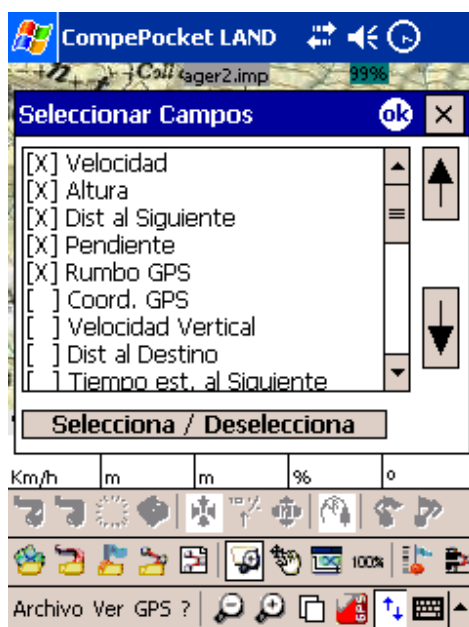 CompePocket LAND
ager2.imp 99%
Seleccionar Campos ok
[X] Velocidad
[X] Altura
[X] Dist al Siguiente
[X] Pendiente
[X] Rumbo GPS
[ ] Coord. GPS
[ ] Velocidad Vertical
[ ] Dist al Destino
[ ] Tiempo est. al Siguiente
Selecciona / Deselecciona
Km/h m m % º
100%
Archivo Ver GPS ?